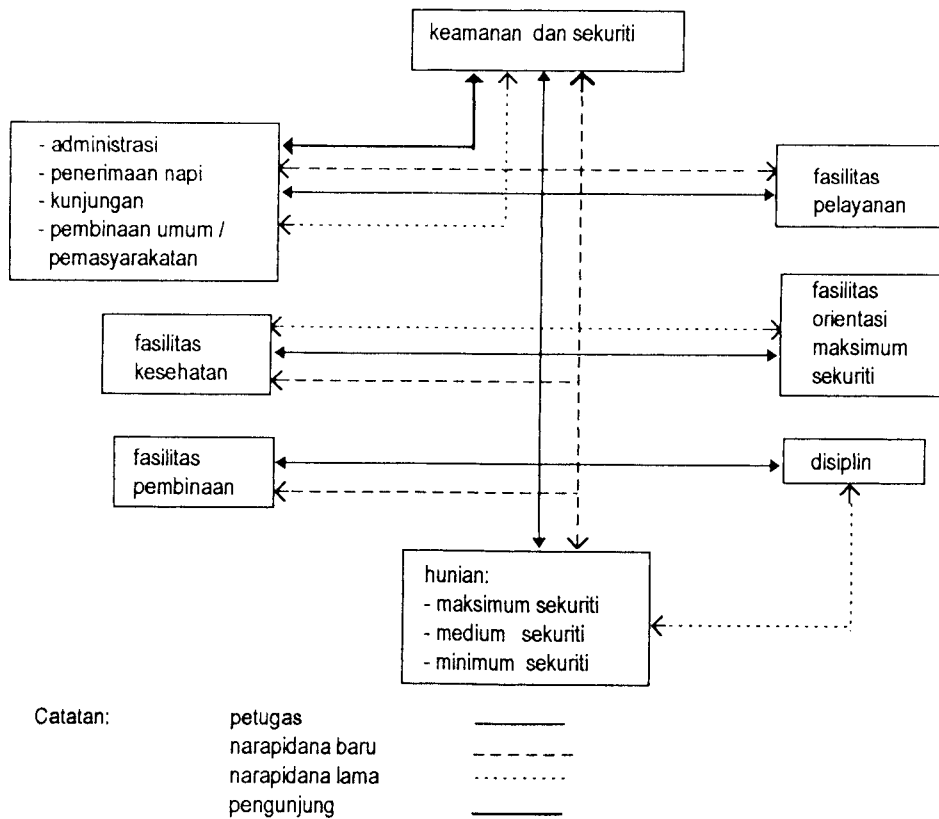 keamanan dan sekuriti
- administrasi
- penerimaan napi
- kunjungan
- pembinaan umum /
pemasyarakatan
fasilitas
pelayanan
fasilitas
orientasi
maksimum
sekuriti
fasilitas
kesehatan
fasilitas
pembinaan
disiplin
hunian:
- maksimum sekuriti
- medium sekuriti
- minimum sekuriti
Catatan:
petugas
narapidana baru
narapidana lama
pengunjung